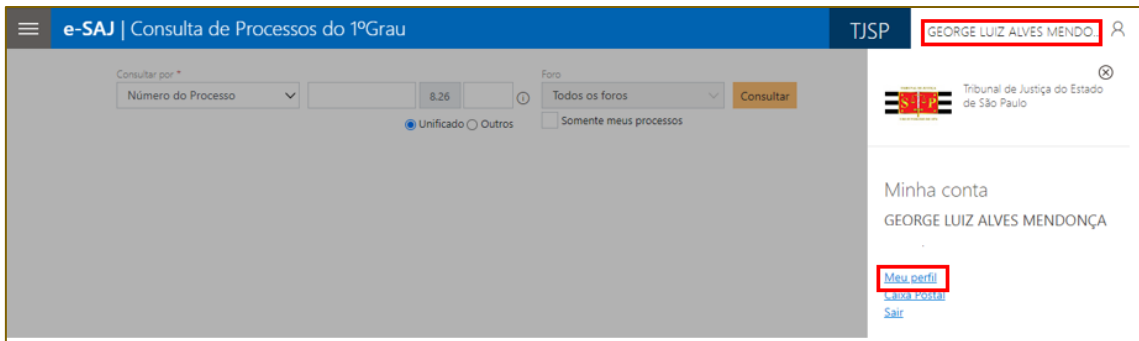 e-SAJ | Consulta de Processos do 1ºGrau
TJSP
GEORGE LUIZ ALVES MENDO...
Consultar por *
Foro
Número do Processo
8.26
Todos os foros
Consultar
Unificado
Outros
Somente meus processos
Tribunal de Justiça do Estado
de São Paulo
Minha conta
GEORGE LUIZ ALVES MENDONÇA
Meu perfil
Caixa Postal
Sair